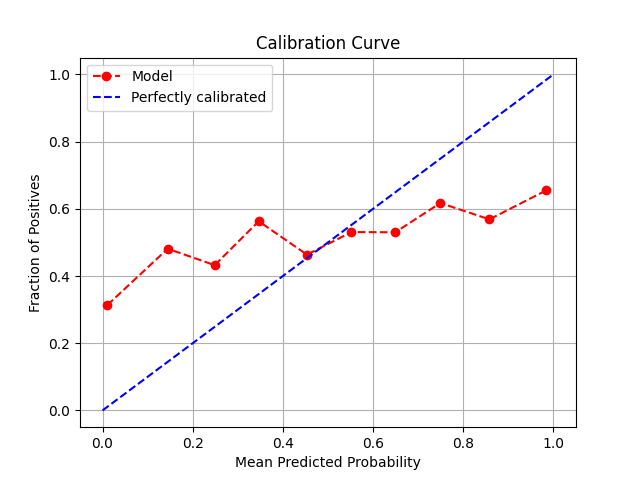 Calibration Curve
Model
Perfectly calibrated
Fraction of Positives
1.0
0.8
0.6
0.4
0.2
0.0
0.0 0.2 0.4 0.6 0.8 1.0
Mean Predicted Probability